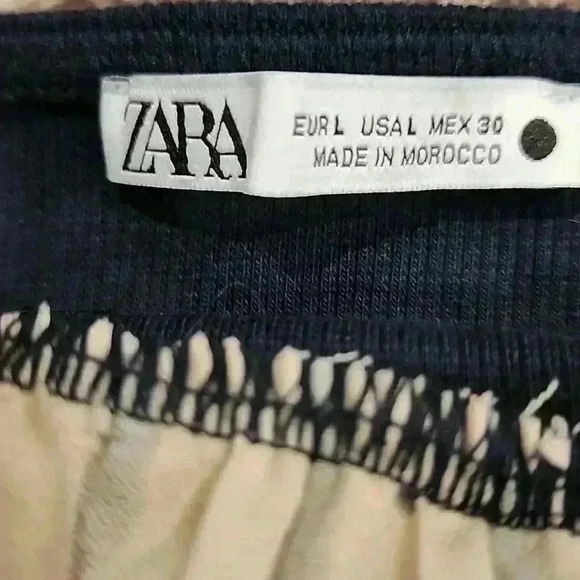 ZARA
EUR L USA L MEX 30
MADE IN MOROCCO